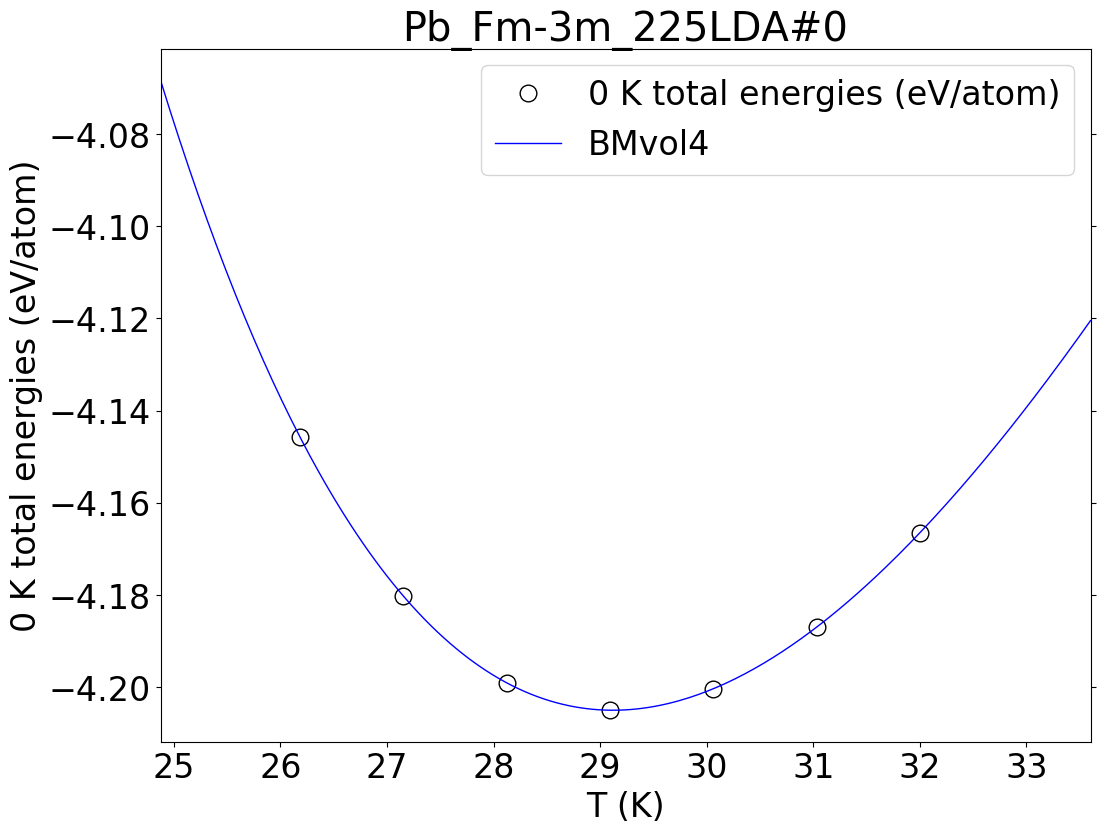 Pb_Fm-3m_225LDA#0
0 K total energies (eV/atom)
BMvol4
0 K total energies (eV/atom)
−4.08
−4.10
−4.12
−4.14
−4.16
−4.18
−4.20
25 26 27 28 29 30 31 32 33
T (K)